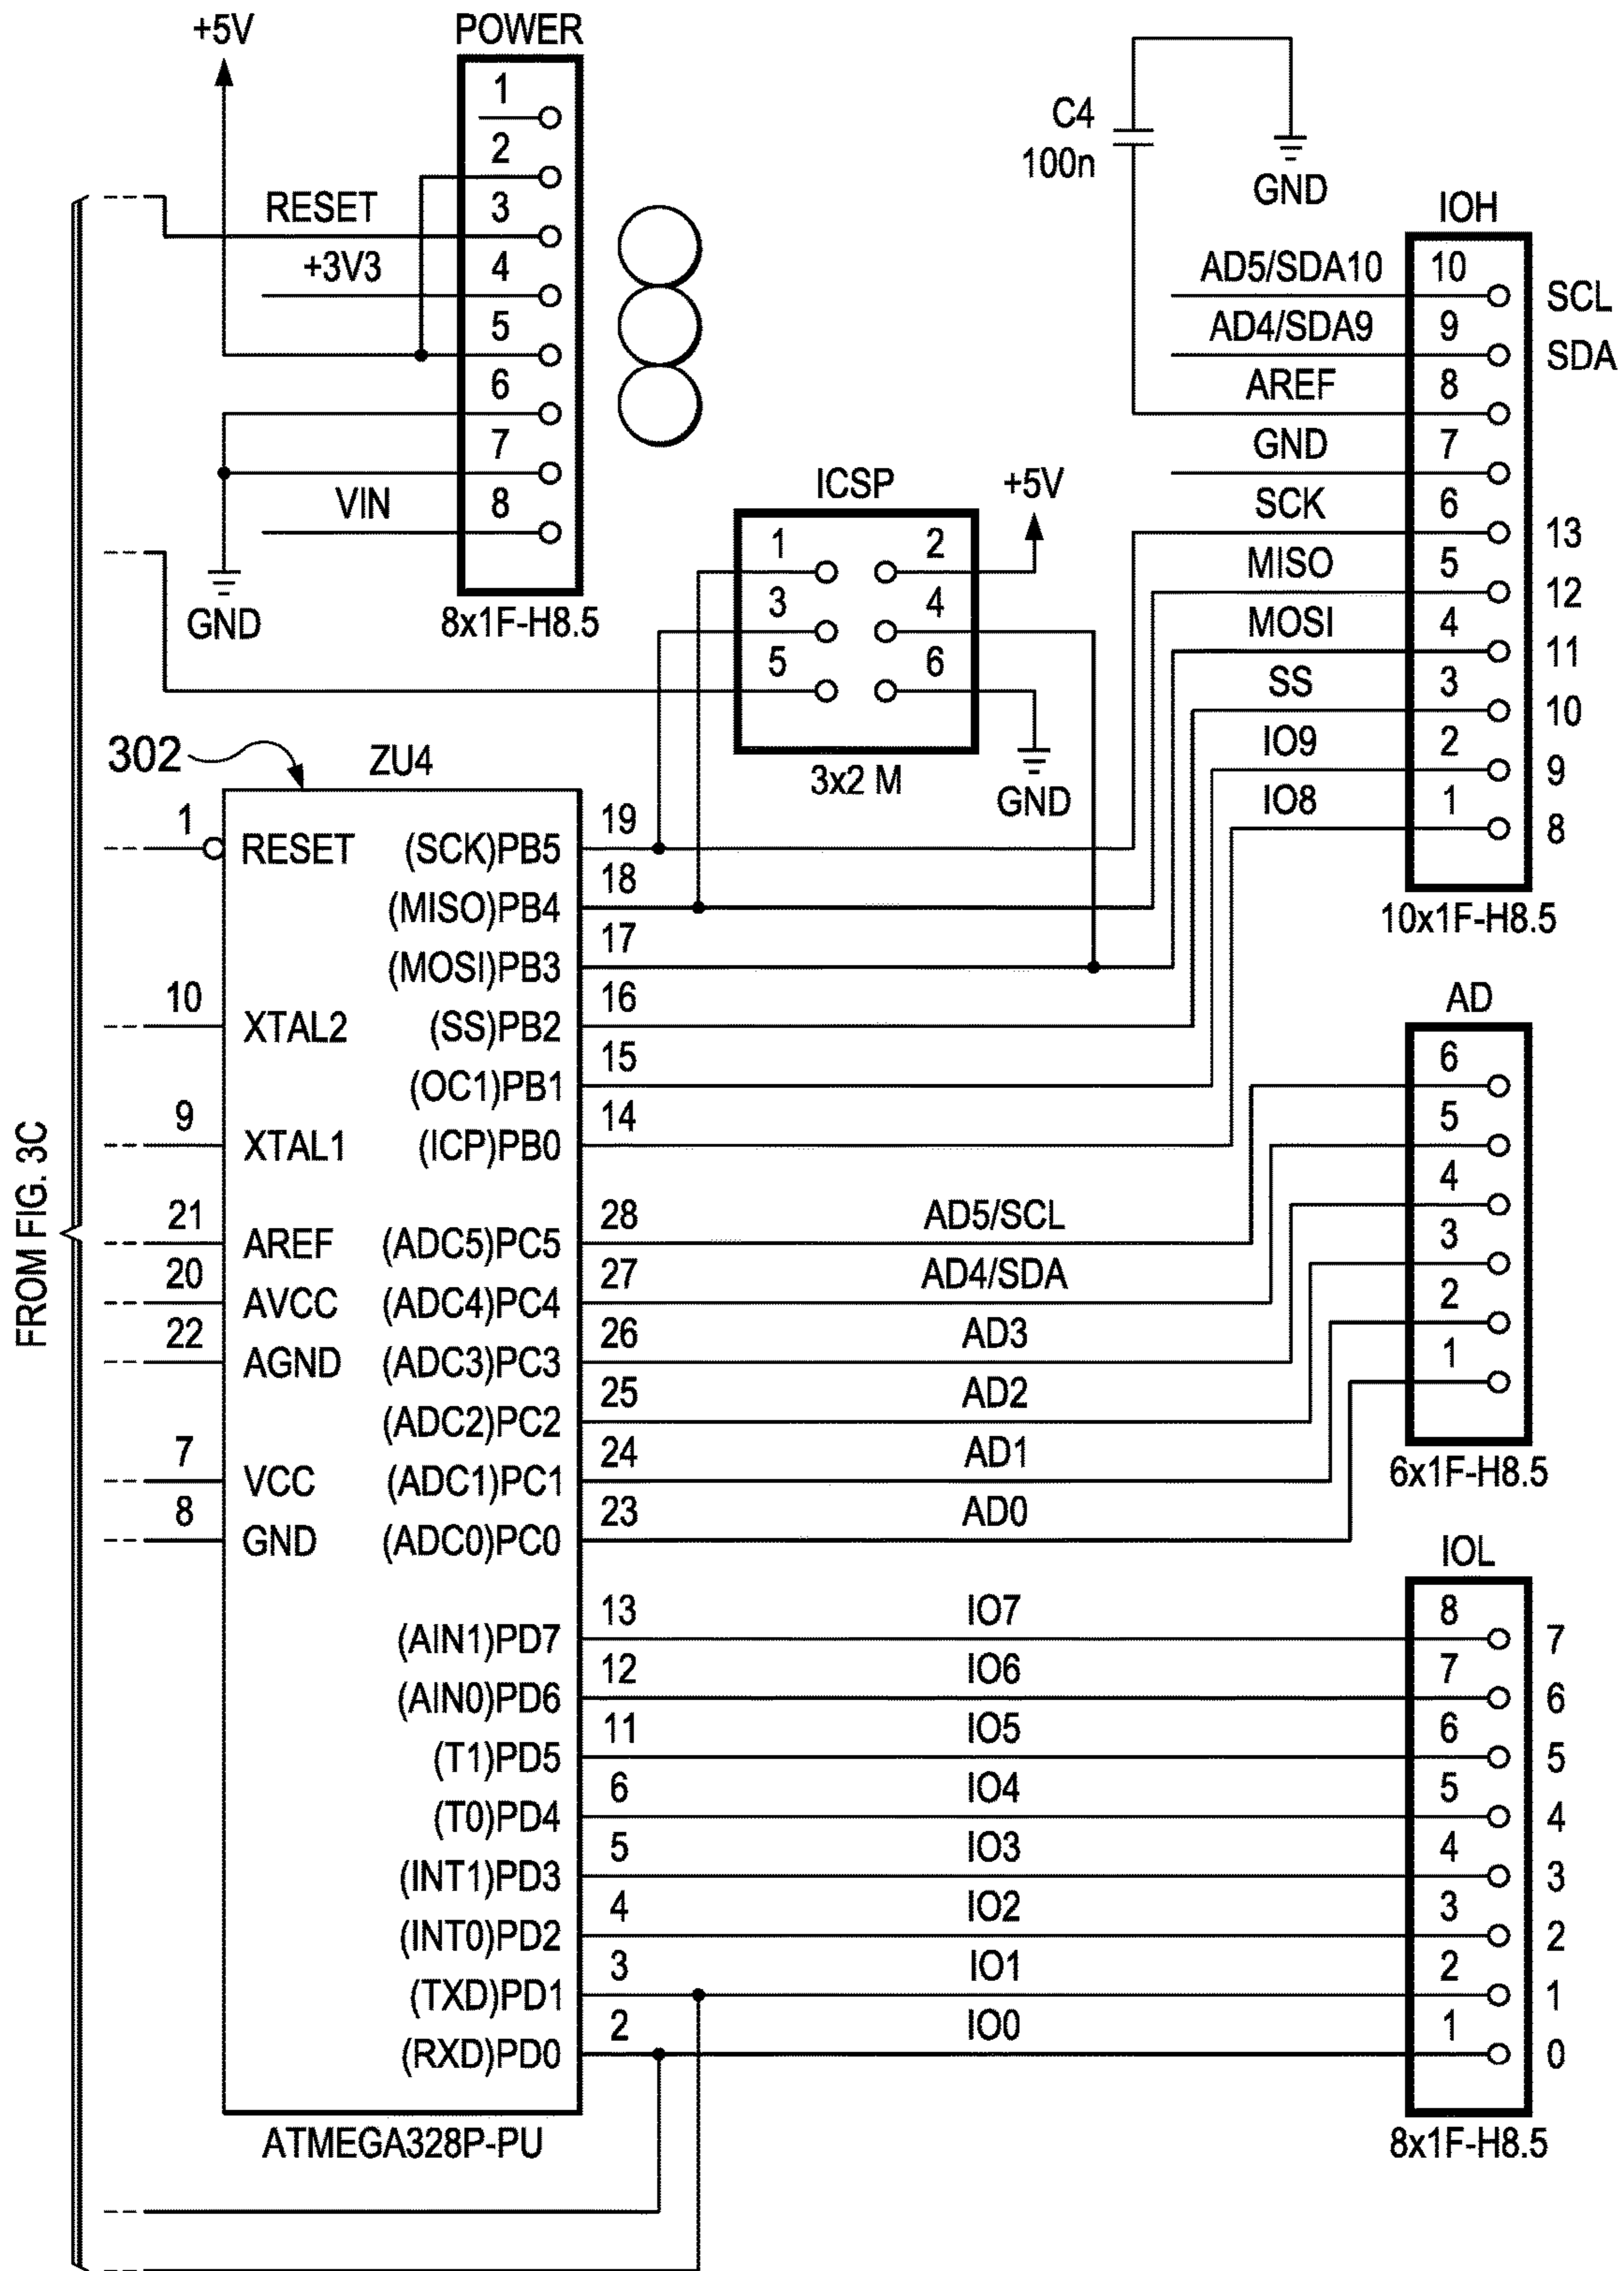 +5V
POWER
1
2
RESET 3
+3V3 4
5
6
7
VIN 8
GND
8x1F-H8.5
C4
100n
GND
IOH
AD5/SDA10 10 SCL
AD4/SDA9 9 SDA
AREF 8
GND 7
SCK 6 13
MISO 5 12
MOSI 4 11
SS 3 10
IO9 2 9
IO8 1 8
10x1F-H8.5
ICSP
+5V
1 2
3 4
5 6
3x2 M
GND
302
ZU4
1 RESET (SCK)PB5 19
(MISO)PB4 18
(MOSI)PB3 17
10 XTAL2 (SS)PB2 16
(OC1)PB1 15
9 XTAL1 (ICP)PB0 14
21 AREF (ADC5)PC5 28 AD5/SCL
20 AVCC (ADC4)PC4 27 AD4/SDA
22 AGND (ADC3)PC3 26 AD3
(ADC2)PC2 25 AD2
7 VCC (ADC1)PC1 24 AD1
8 GND (ADC0)PC0 23 AD0
(AIN1)PD7 13 IO7
(AIN0)PD6 12 IO6
(T1)PD5 11 IO5
(T0)PD4 6 IO4
(INT1)PD3 5 IO3
(INT0)PD2 4 IO2
(TXD)PD1 3 IO1
(RXD)PD0 2 IO0
ATMEGA328P-PU
AD
6
5
4
3
2
1
6x1F-H8.5
IOL
8 7
7 6
6 5
5 4
4 3
3 2
2 1
1 0
8x1F-H8.5
FROM FIG. 3C